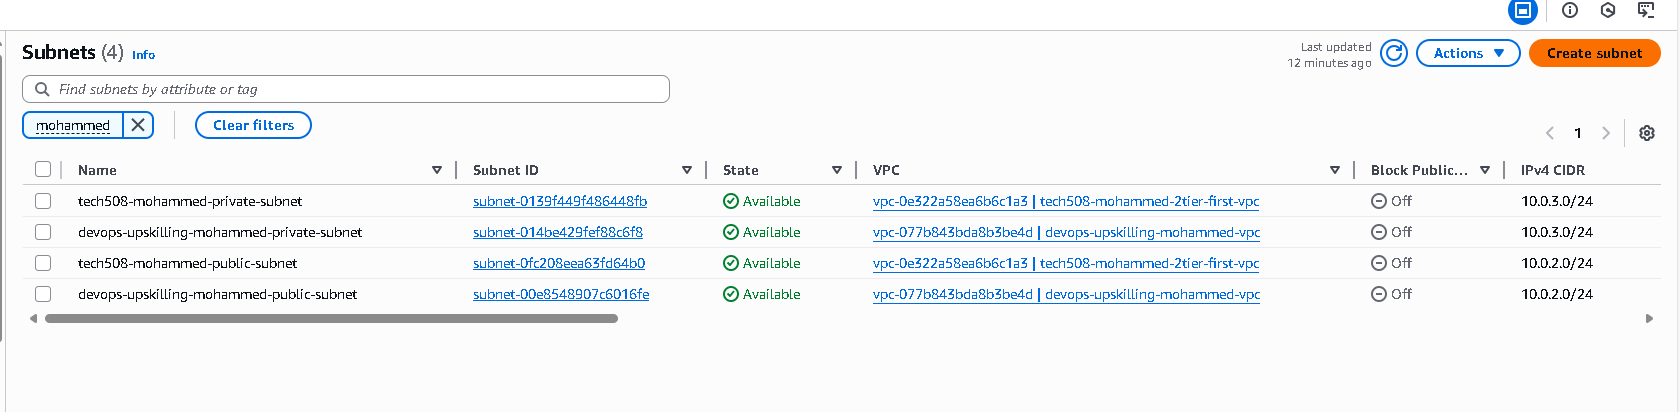 Subnets (4) Info
Last updated
12 minutes ago
Actions
Create subnet
Find subnets by attribute or tag
mohammed
Clear filters
1
Name Subnet ID State VPC Block Public... IPv4 CIDR
tech508-mohammed-private-subnet subnet-0139f449f486448fb Available vpc-0e322a58ea6b6c1a3 | tech508-mohammed-2tier-first-vpc Off 10.0.3.0/24
devops-upskilling-mohammed-private-subnet subnet-014be429fef88c6f8 Available vpc-077b843bda8b3be4d | devops-upskilling-mohammed-vpc Off 10.0.3.0/24
tech508-mohammed-public-subnet subnet-0fc208eea63fd64b0 Available vpc-0e322a58ea6b6c1a3 | tech508-mohammed-2tier-first-vpc Off 10.0.2.0/24
devops-upskilling-mohammed-public-subnet subnet-00e8548907c6016fe Available vpc-077b843bda8b3be4d | devops-upskilling-mohammed-vpc Off 10.0.2.0/24